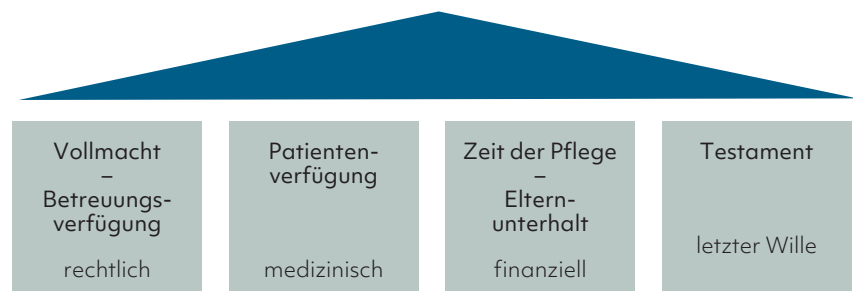 Vollmacht
–
Betreuungs-
verfügung
rechtlich
Patienten-
verfügung
medizinisch
Zeit der Pflege
–
Eltern-
unterhalt
finanziell
Testament
letzter Wille